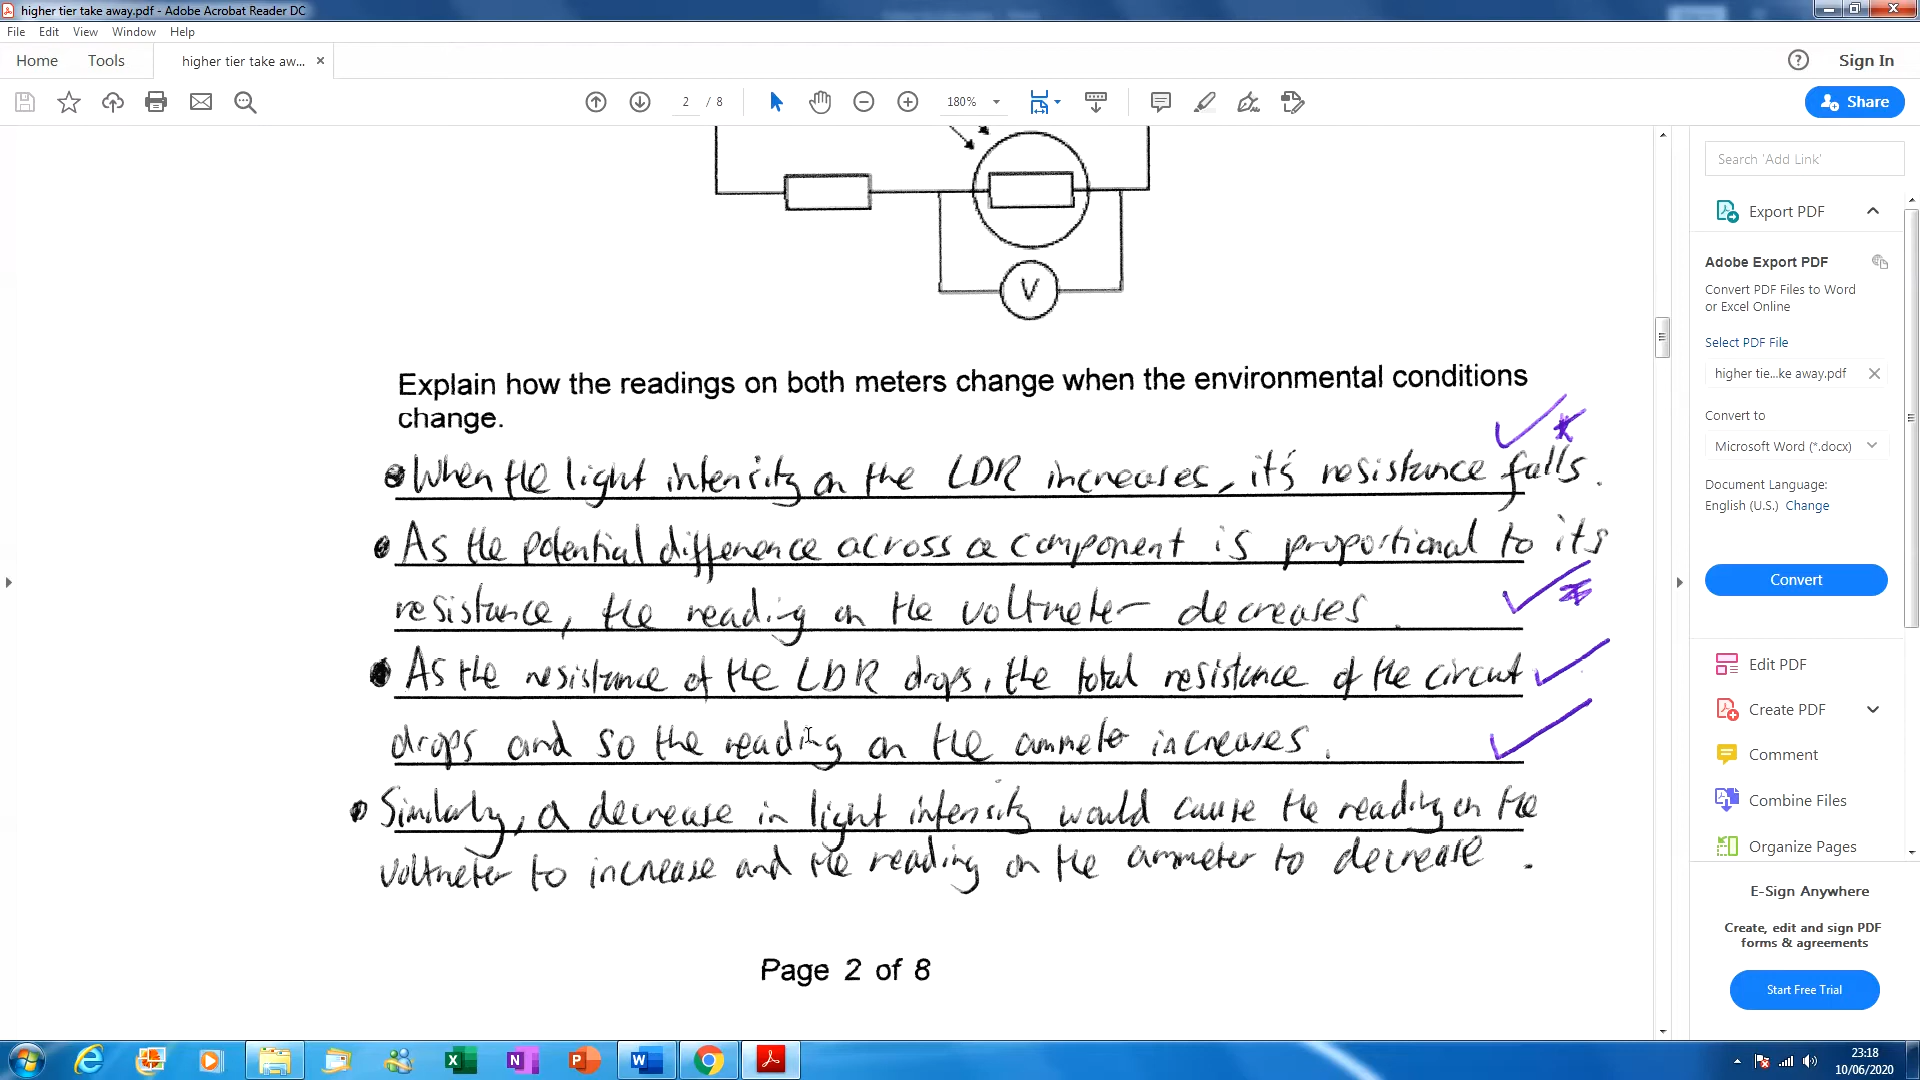 higher tier take away.pdf - Adobe Acrobat Reader DC
File Edit View Window Help
Home Tools higher tier take aw... × Sign In
2 / 8 180% Share
V
Explain how the readings on both meters change when the environmental conditions
change.
When the light intensity on the LDR increases, it's resistance falls.
As the potential difference across a component is proportional to its
resistance, the reading on the voltmeter decreases.
As the resistance of the LDR drops, the total resistance of the circuit
drops and so the reading on the ammeter increases.
Similarly, a decrease in light intensity would cause the reading on the
voltmeter to increase and the reading on the ammeter to decrease.
Page 2 of 8
Search 'Add Link'
Export PDF
Adobe Export PDF
Convert PDF Files to Word
or Excel Online
Select PDF File
higher tie...ke away.pdf
Convert to
Microsoft Word (*.docx)
Document Language:
English (U.S.) Change
Convert
Edit PDF
Create PDF
Comment
Combine Files
Organize Pages
E-Sign Anywhere
Create, edit and sign PDF
forms & agreements
Start Free Trial
23:18
10/06/2020